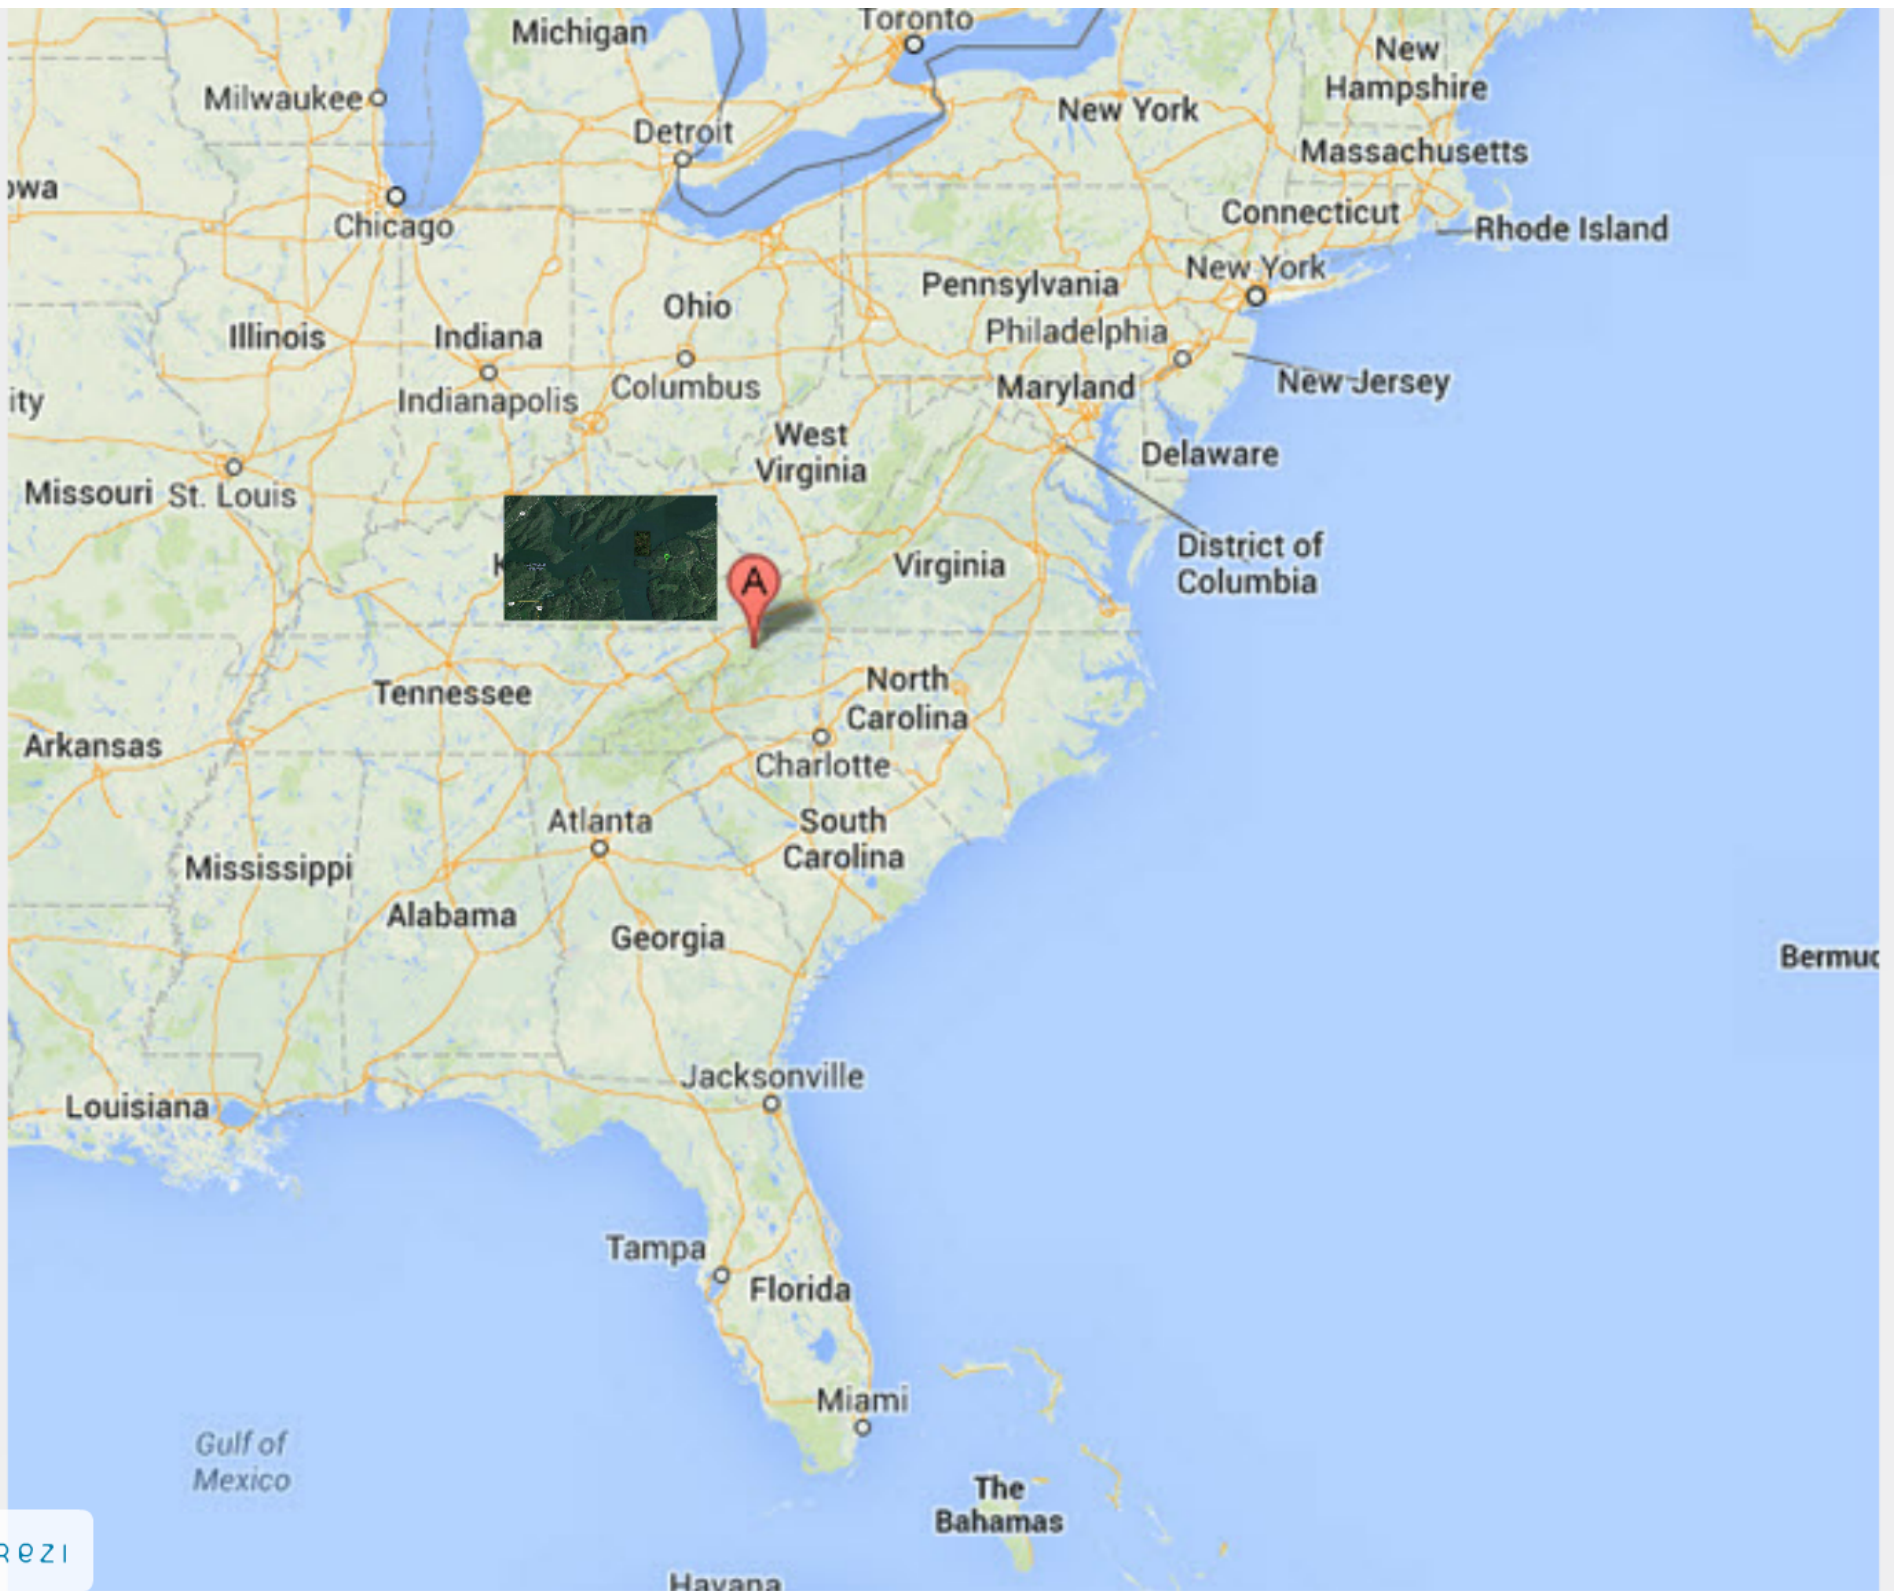 Michigan
Toronto
New
Hampshire
Milwaukee
New York
Detroit
Massachusetts
owa
Chicago
Connecticut
Rhode Island
New York
Pennsylvania
Ohio
Illinois
Indiana
Philadelphia
New Jersey
Columbus
Maryland
Indianapolis
ity
West
Virginia
Delaware
Missouri
St. Louis
District of
Columbia
K
Virginia
A
North
Carolina
Tennessee
Arkansas
Charlotte
Atlanta
South
Carolina
Mississippi
Alabama
Georgia
Bermud
Jacksonville
Louisiana
Tampa
Florida
Miami
Gulf of
Mexico
The
Bahamas
Rezi
Havana